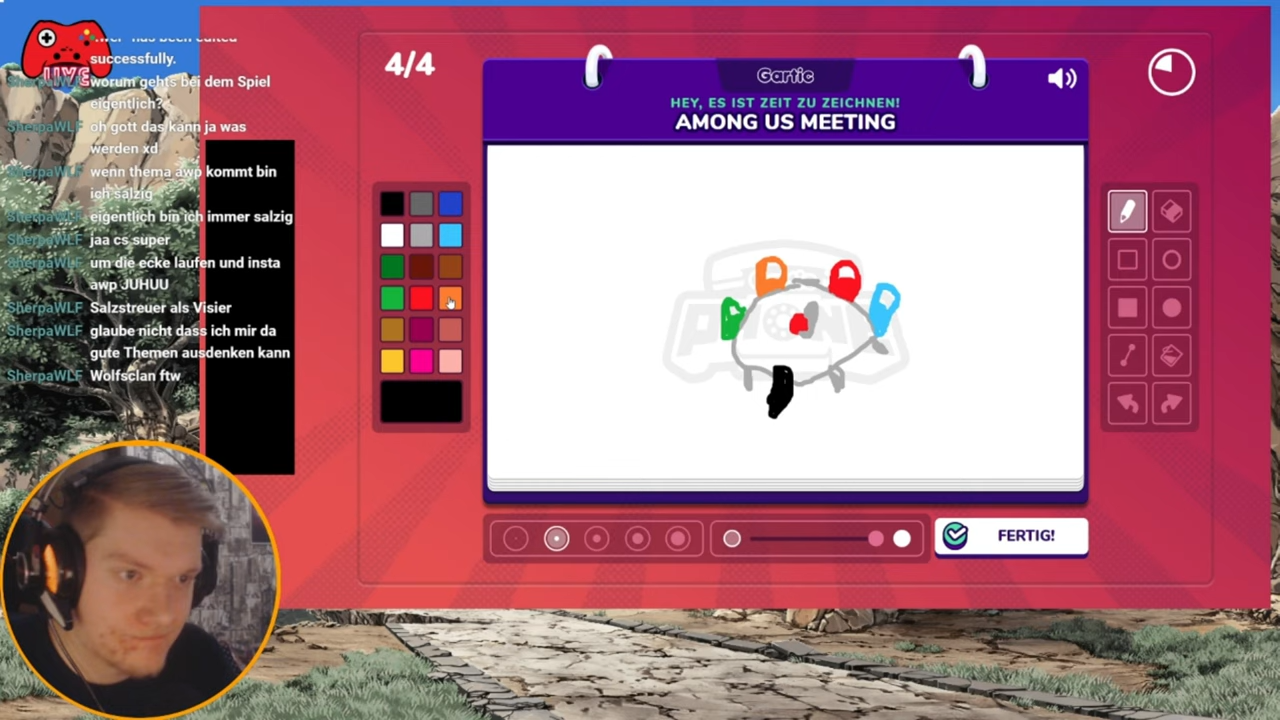 LIVE
successfully.
SherpaWLF worum gehts bei dem Spiel
eigentlich?
SherpaWLF oh gott das kann ja was
werden xd
SherpaWLF wenn thema awp kommt bin
ich salzig
SherpaWLF eigentlich bin ich immer salzig
SherpaWLF jaa cs super
SherpaWLF um die ecke laufen und insta
awp JUHUU
SherpaWLF Salzstreuer als Visier
SherpaWLF glaube nicht dass ich mir da
gute Themen ausdenken kann
SherpaWLF Wolfsclan ftw
4/4
Gartic
HEY, ES IST ZEIT ZU ZEICHNEN!
AMONG US MEETING
FERTIG!